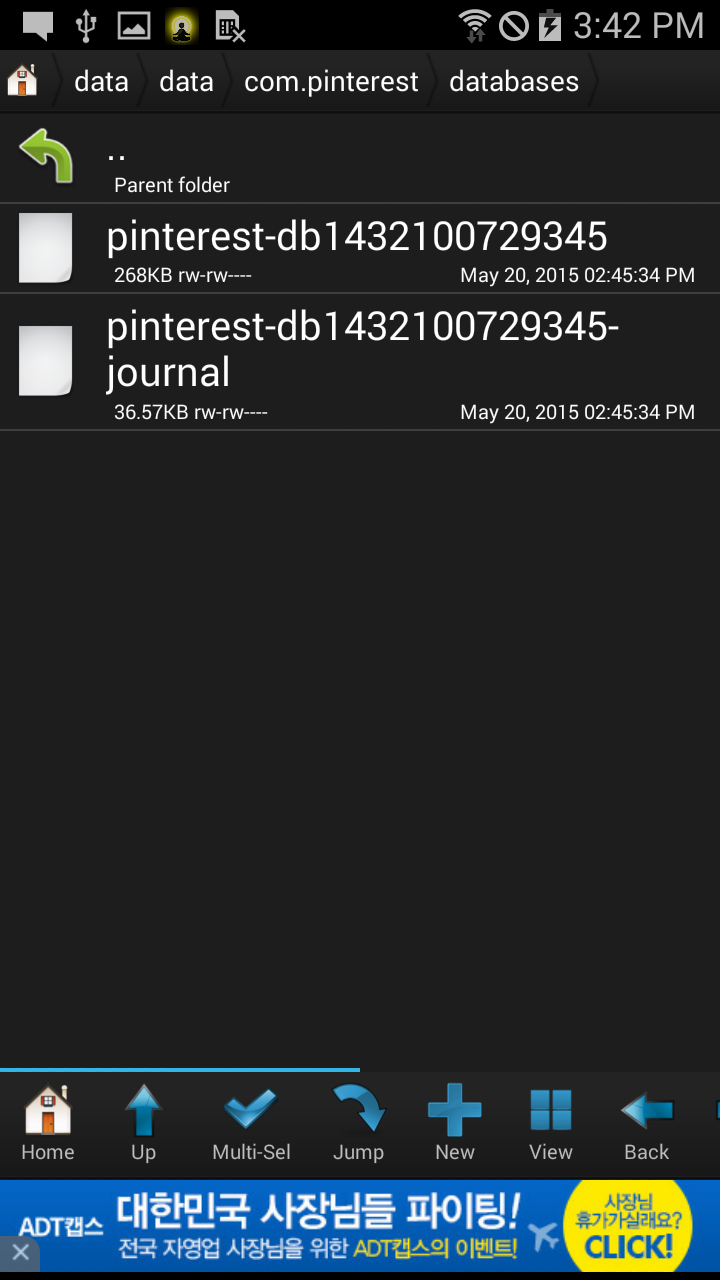 3:42 PM
data data com.pinterest databases
..
Parent folder
pinterest-db1432100729345
268KB rw-rw---- May 20, 2015 02:45:34 PM
pinterest-db1432100729345-
journal
36.57KB rw-rw---- May 20, 2015 02:45:34 PM
Home Up Multi-Sel Jump New View Back
ADT캡스
대한민국 사장님들 파이팅!
전국 자영업 사장님을 위한 ADT캡스의 이벤트!
사장님
휴가가실래요?
CLICK!